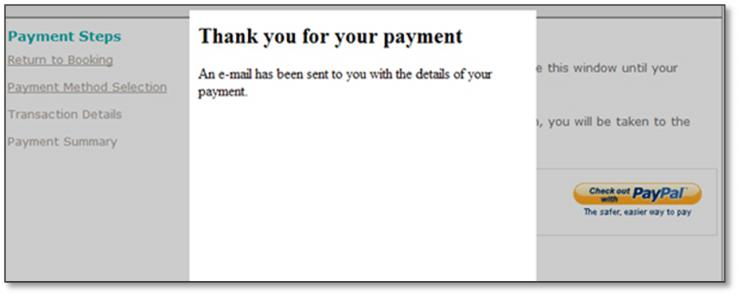 Payment Steps
Return to Booking
Payment Method Selection
Transaction Details
Payment Summary
Thank you for your payment
An e-mail has been sent to you with the details of your
payment.
this window until your
, you will be taken to the
Check out
with PayPal
The safer, easier way to pay